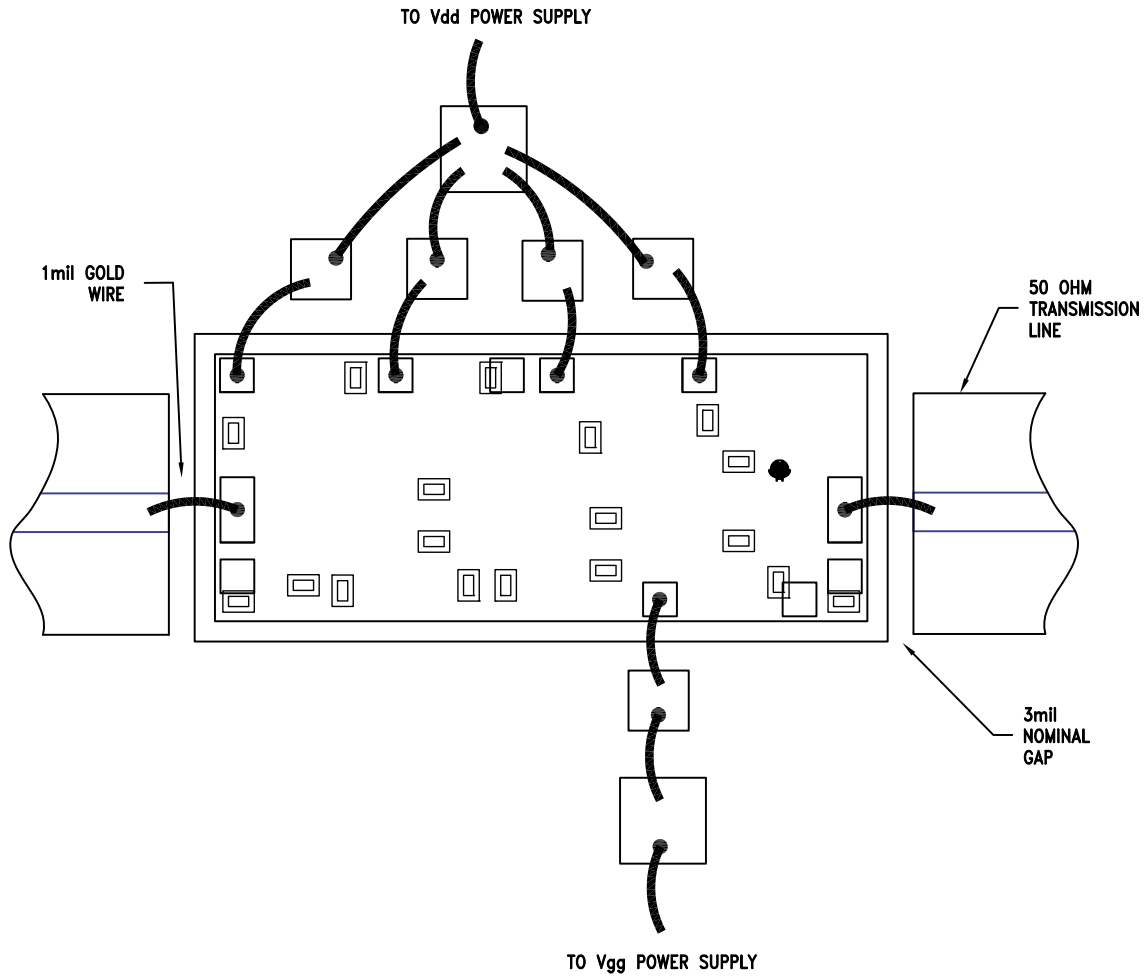 TO Vdd POWER SUPPLY
1mil GOLD
WIRE
50 OHM
TRANSMISSION
LINE
3mil
NOMINAL
GAP
TO Vgg POWER SUPPLY